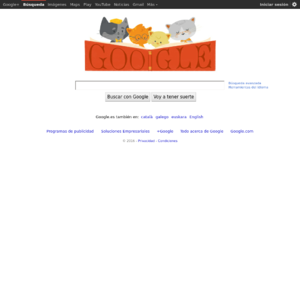 Google+ Búsqueda Imágenes Maps Play YouTube Noticias Gmail Más Iniciar sesión
GOOGLE
Búsqueda avanzada
Herramientas del idioma
Buscar con Google Voy a tener suerte
Google.es también en: català galego euskara English
Programas de publicidad Soluciones Empresariales +Google Todo acerca de Google Google.com
Privacidad - Condiciones